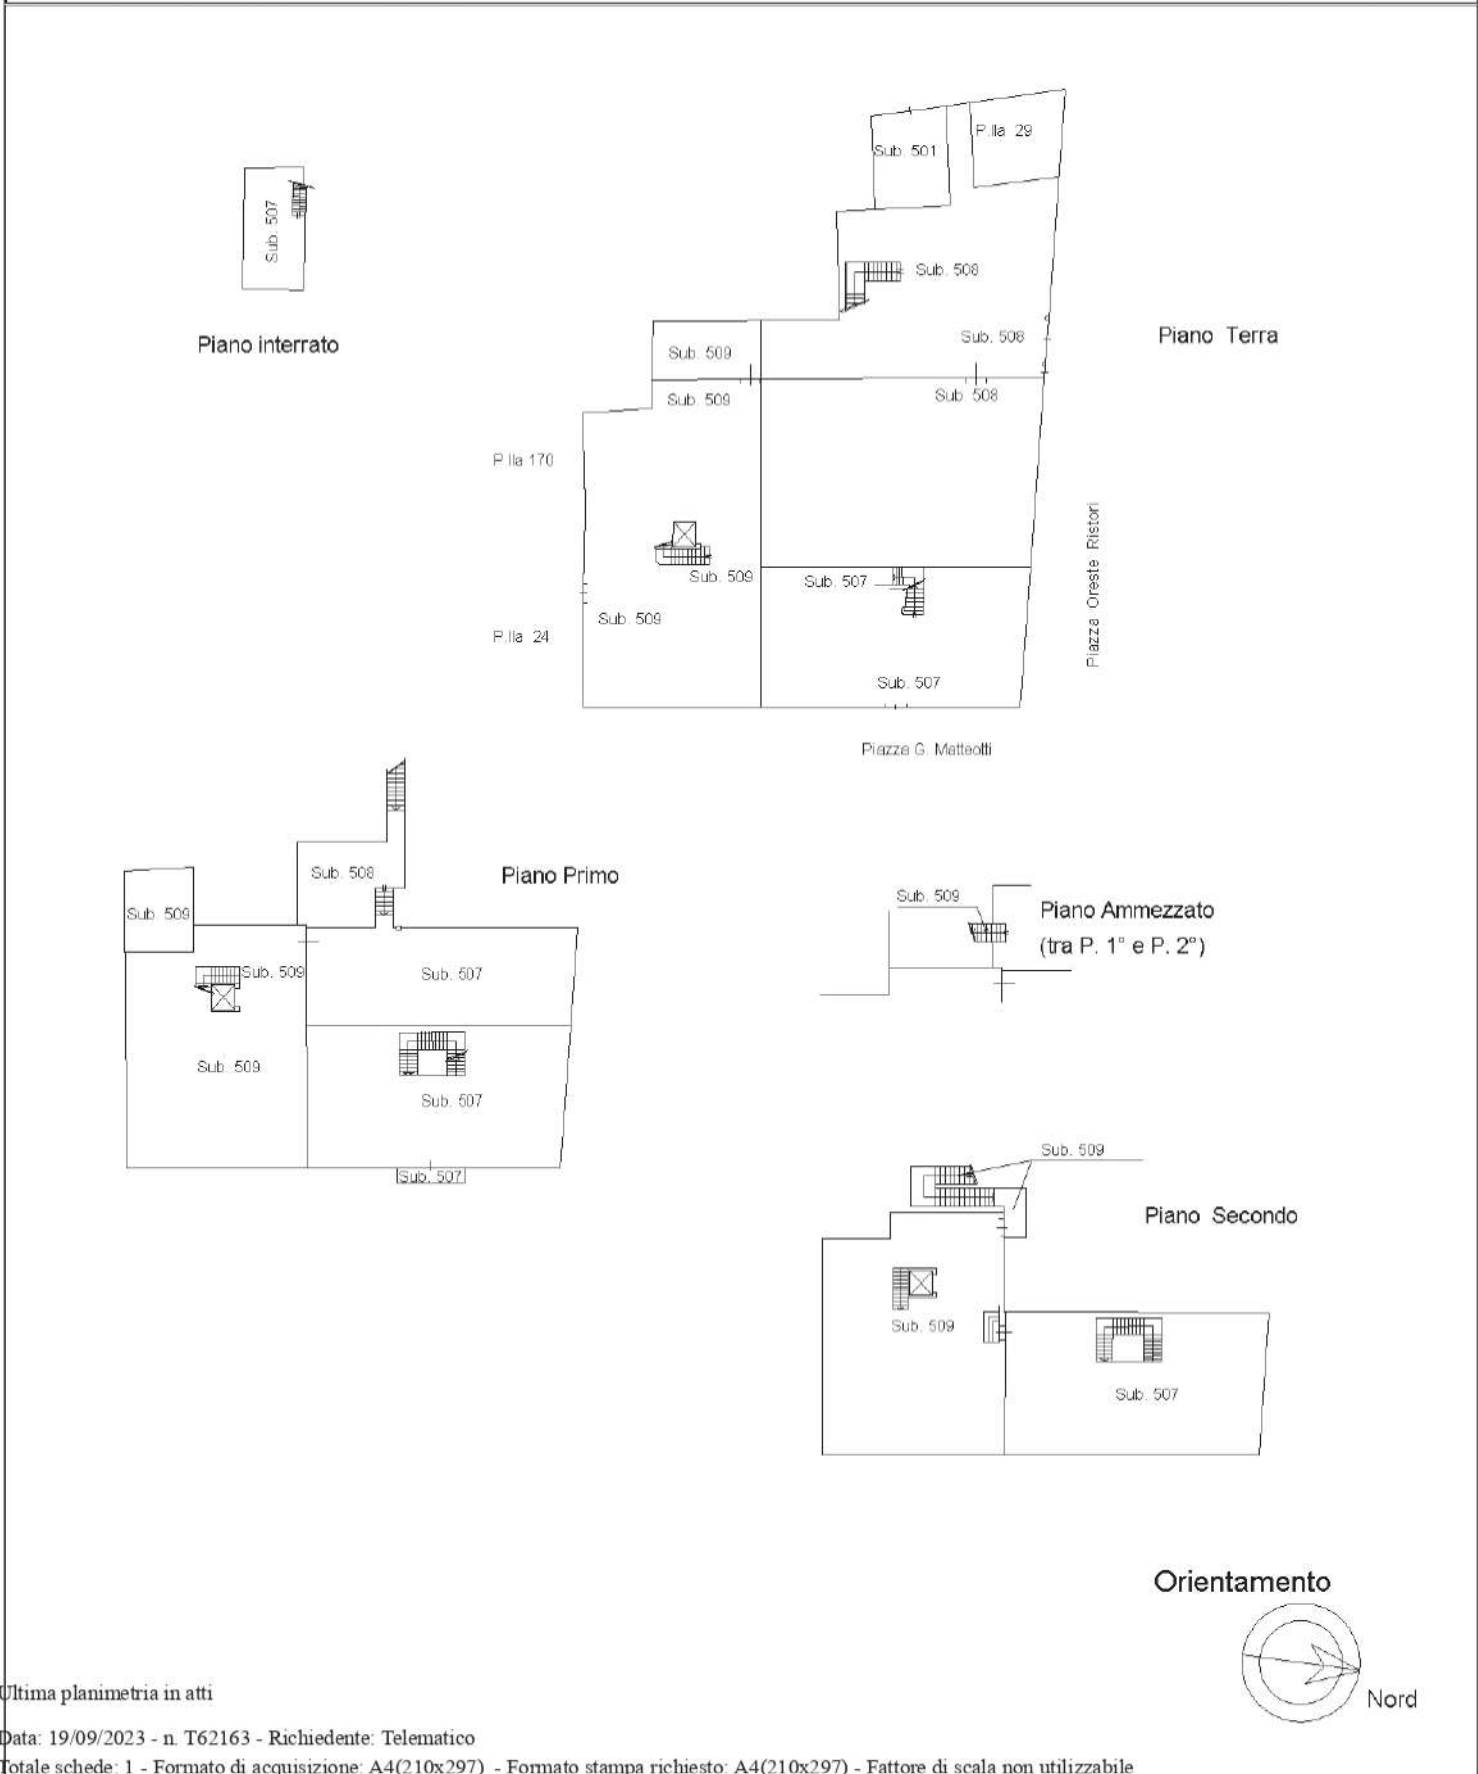 P.lla 29
Sub. 501
Sub. 507
Sub. 508
Piano interrato
Sub. 509
Sub. 508
Piano Terra
Sub. 509
Sub. 508
P.lla 170
Piazza Oreste Ristori
Sub. 509
Sub. 507
Sub. 509
P.lla 24
Sub. 507
Piazza G. Matteotti
Sub. 508
Piano Primo
Sub. 509
Sub. 509
Piano Ammezzato
(tra P. 1° e P. 2°)
Sub. 509
Sub. 507
Sub. 509
Sub. 507
Sub. 507
Sub. 509
Piano Secondo
Sub. 509
Sub. 507
Orientamento
Nord
Ultima planimetria in atti
Data: 19/09/2023 - n. T62163 - Richiedente: Telematico
Totale schede: 1 - Formato di acquisizione: A4(210x297) - Formato stampa richiesto: A4(210x297) - Fattore di scala non utilizzabile